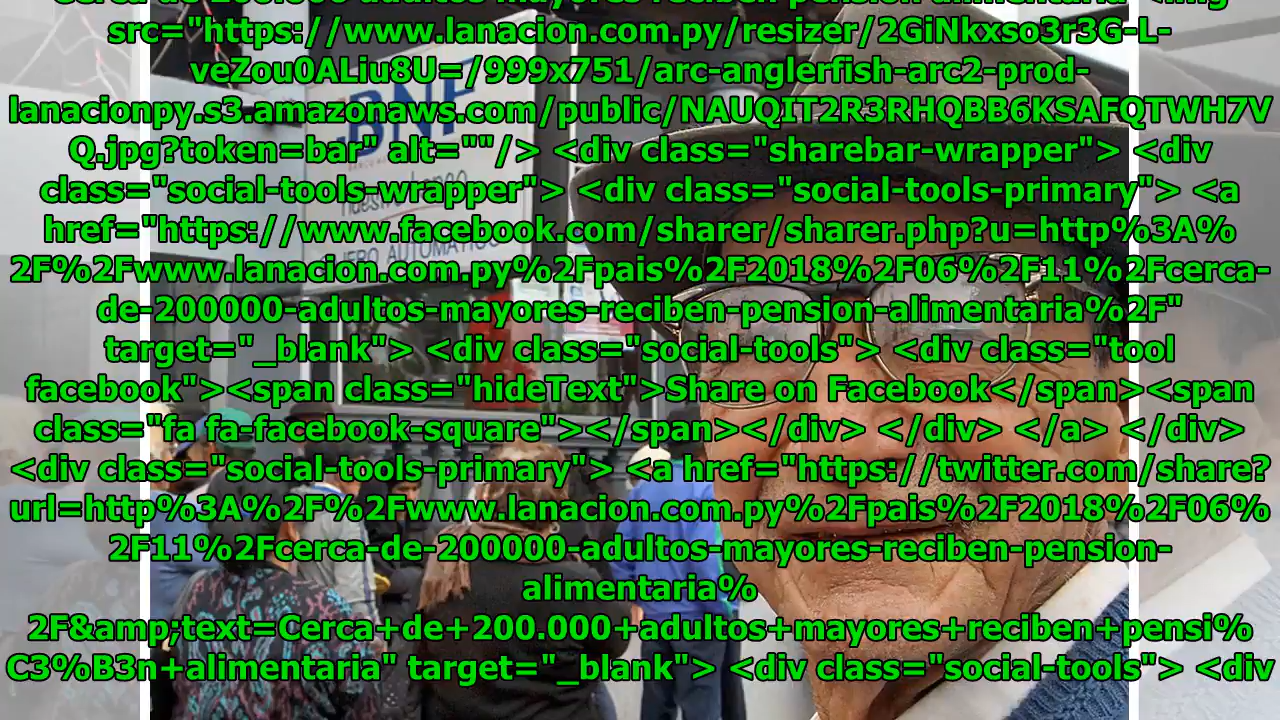 src="https://www.lanacion.com.py/resizer/2GiNkxso3r3G-L-
veZou0ALiu8U=/999x751/arc-anglerfish-arc2-prod-
lanacionpy.s3.amazonaws.com/public/NAUQIT2R3RHQBB6KSAFQTWH7V
Q.jpg?token=bar" alt=""/> <div class="sharebar-wrapper"> <div
class="social-tools-wrapper"> <div class="social-tools-primary"> <a
href="https://www.facebook.com/sharer/sharer.php?u=http%3A%
2F%2Fwww.lanacion.com.py%2Fpais%2F2018%2F06%2F11%2Fcerca-
de-200000-adultos-mayores-reciben-pension-alimentaria%2F"
target="_blank"> <div class="social-tools"> <div class="tool
facebook"><span class="hideText">Share on Facebook</span><span
class="fa fa-facebook-square"></span></div> </div> </a> </div>
<div class="social-tools-primary"> <a href="https://twitter.com/share?
url=http%3A%2F%2Fwww.lanacion.com.py%2Fpais%2F2018%2F06%
2F11%2Fcerca-de-200000-adultos-mayores-reciben-pension-
alimentaria%
2F&amp;text=Cerca+de+200.000+adultos+mayores+reciben+pensi%
C3%B3n+alimentaria" target="_blank"> <div class="social-tools"> <div
BNF